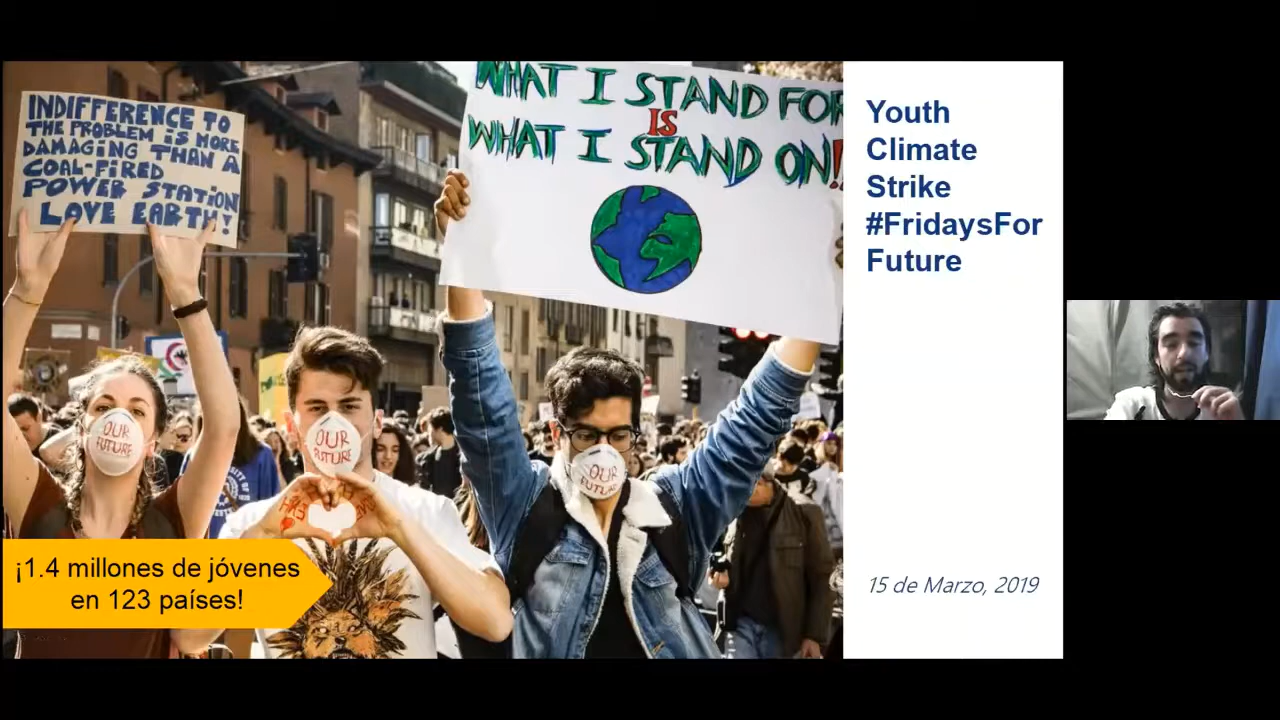 INDIFFERENCE TO
THE PROBLEM IS MORE
DAMAGING THAN A
COAL-FIRED
POWER STATION
LOVE EARTH!
WHAT I STAND FOR
IS
WHAT I STAND ON!!
Youth
Climate
Strike
#FridaysFor
Future
OUR
FUTURE
OUR
FUTURE
OUR
FUTURE
¡1.4 millones de jóvenes
en 123 países!
15 de Marzo, 2019